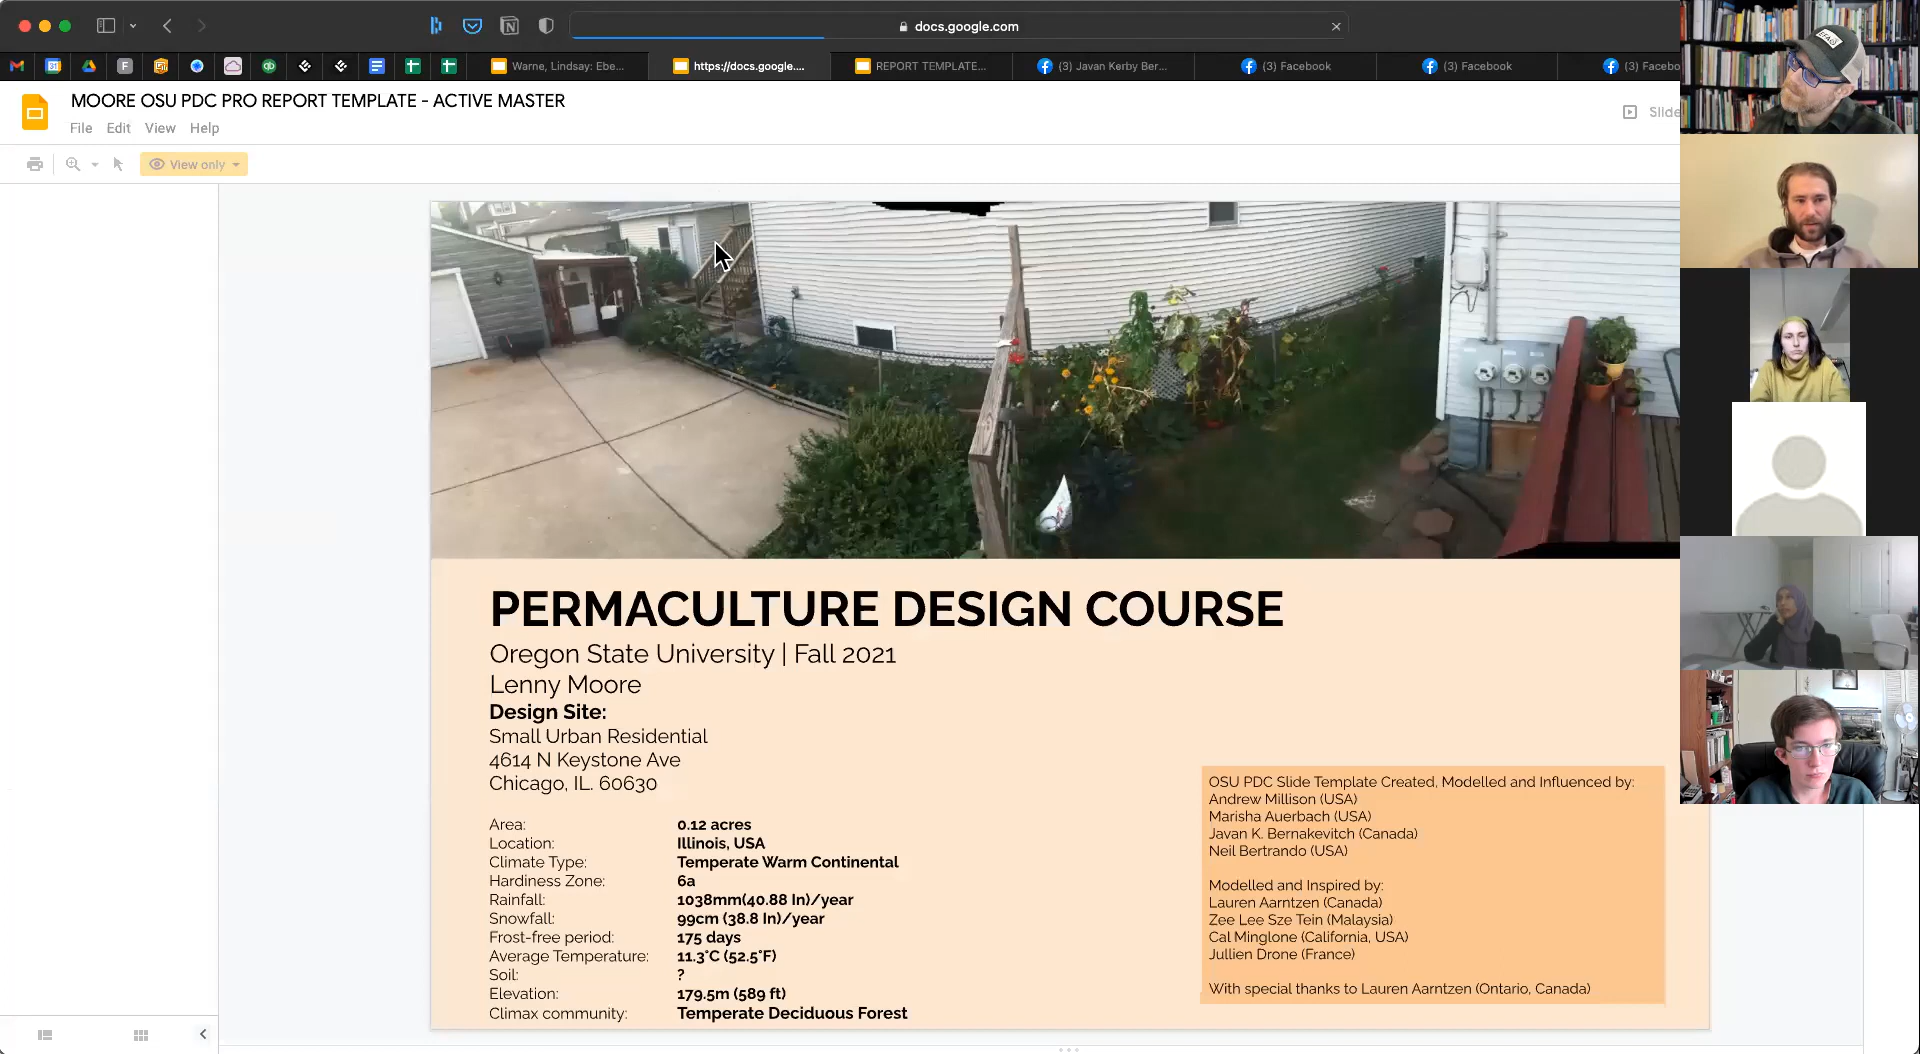 docs.google.com
Warne, Lindsay: Ebe...
https://docs.google....
REPORT TEMPLATE...
(3) Javan Kerby Ber...
(3) Facebook
(3) Facebook
(3) Facebo
MOORE OSU PDC PRO REPORT TEMPLATE - ACTIVE MASTER
Slide
File Edit View Help
View only
PERMACULTURE DESIGN COURSE
Oregon State University | Fall 2021
Lenny Moore
Design Site:
Small Urban Residential
4614 N Keystone Ave
Chicago, IL. 60630
Area: 0.12 acres
Location: Illinois, USA
Climate Type: Temperate Warm Continental
Hardiness Zone: 6a
Rainfall: 1038mm(40.88 In)/year
Snowfall: 99cm (38.8 In)/year
Frost-free period: 175 days
Average Temperature: 11.3°C (52.5°F)
Soil: ?
Elevation: 179.5m (589 ft)
Climax community: Temperate Deciduous Forest
OSU PDC Slide Template Created, Modelled and Influenced by:
Andrew Millison (USA)
Marisha Auerbach (USA)
Javan K. Bernakevitch (Canada)
Neil Bertrando (USA)
Modelled and Inspired by:
Lauren Aarntzen (Canada)
Zee Lee Sze Tein (Malaysia)
Cal Minglone (California, USA)
Jullien Drone (France)
With special thanks to Lauren Aarntzen (Ontario, Canada)